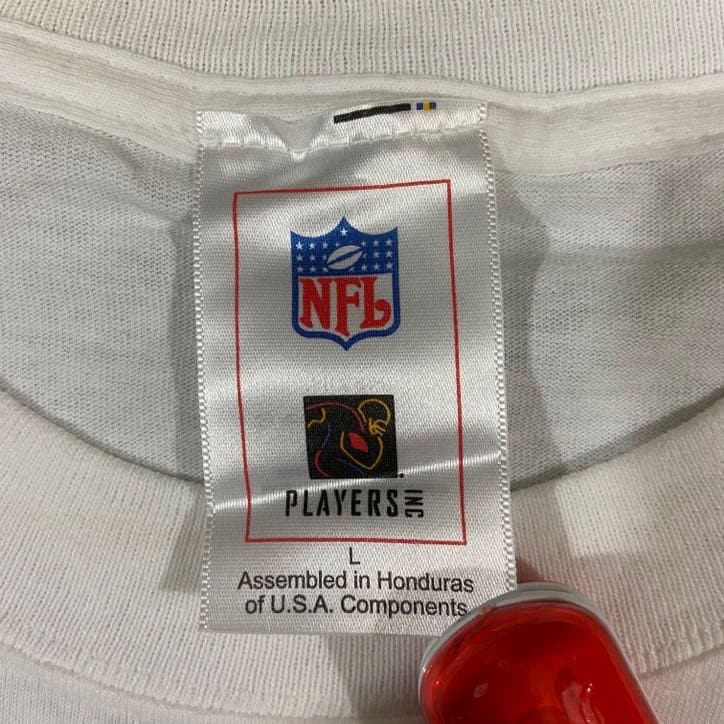 NFL
PLAYERS INC
L
Assembled in Honduras
of U.S.A. Components